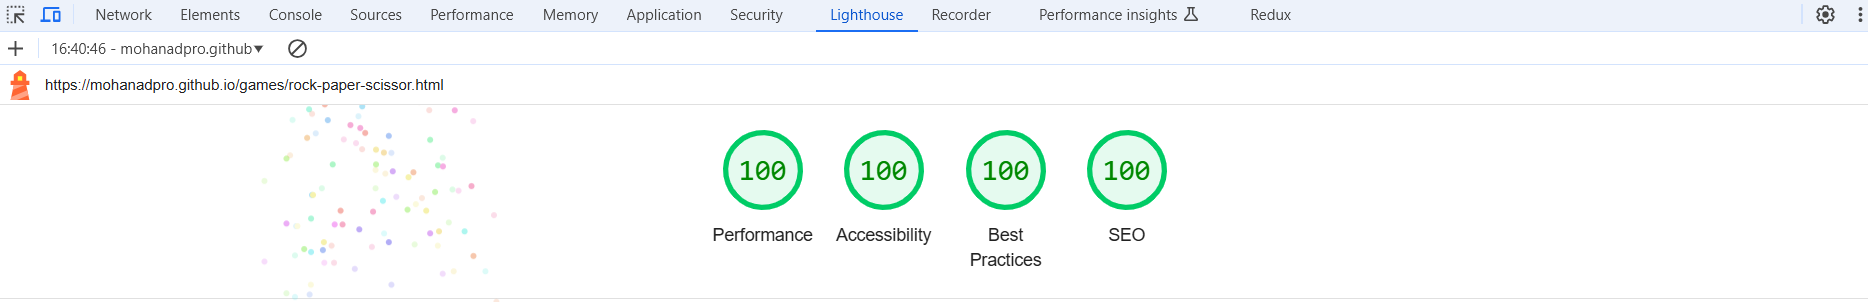 Network Elements Console Sources Performance Memory Application Security Lighthouse Recorder Performance insights Redux
16:40:46 - mohanadpro.github
https://mohanadpro.github.io/games/rock-paper-scissor.html
100 100 100 100
Performance Accessibility Best SEO
Practices